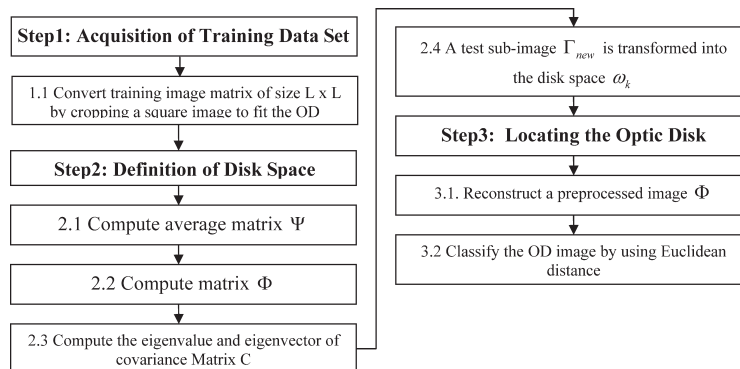 Step1: Acquisition of Training Data Set
1.1 Convert training image matrix of size L x L
by cropping a square image to fit the OD
Step2: Definition of Disk Space
2.1 Compute average matrix Ψ
2.2 Compute matrix Φ
2.3 Compute the eigenvalue and eigenvector of
covariance Matrix C
2.4 A test sub-image Γnew is transformed into
the disk space ωk
Step3: Locating the Optic Disk
3.1. Reconstruct a preprocessed image Φ
3.2 Classify the OD image by using Euclidean
distance